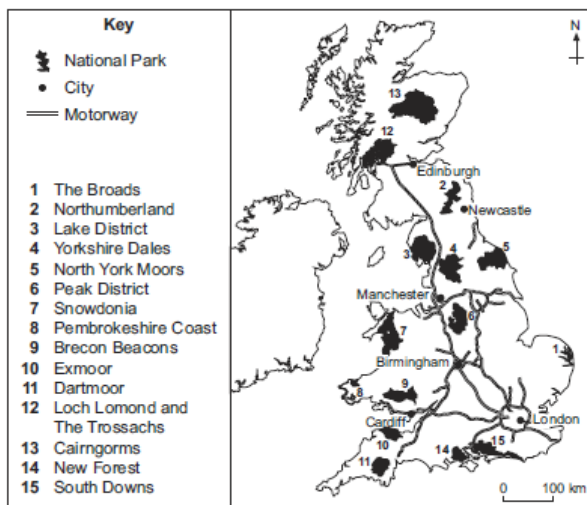 Key
National Park
City
Motorway
1 The Broads
2 Northumberland
3 Lake District
4 Yorkshire Dales
5 North York Moors
6 Peak District
7 Snowdonia
8 Pembrokeshire Coast
9 Brecon Beacons
10 Exmoor
11 Dartmoor
12 Loch Lomond and
The Trossachs
13 Cairngorms
14 New Forest
15 South Downs
N
13
12
Edinburgh
2
Newcastle
3
4
5
Manchester
6
7
1
Birmingham
8
9
Cardiff
London
10
14
15
11
0 100 km